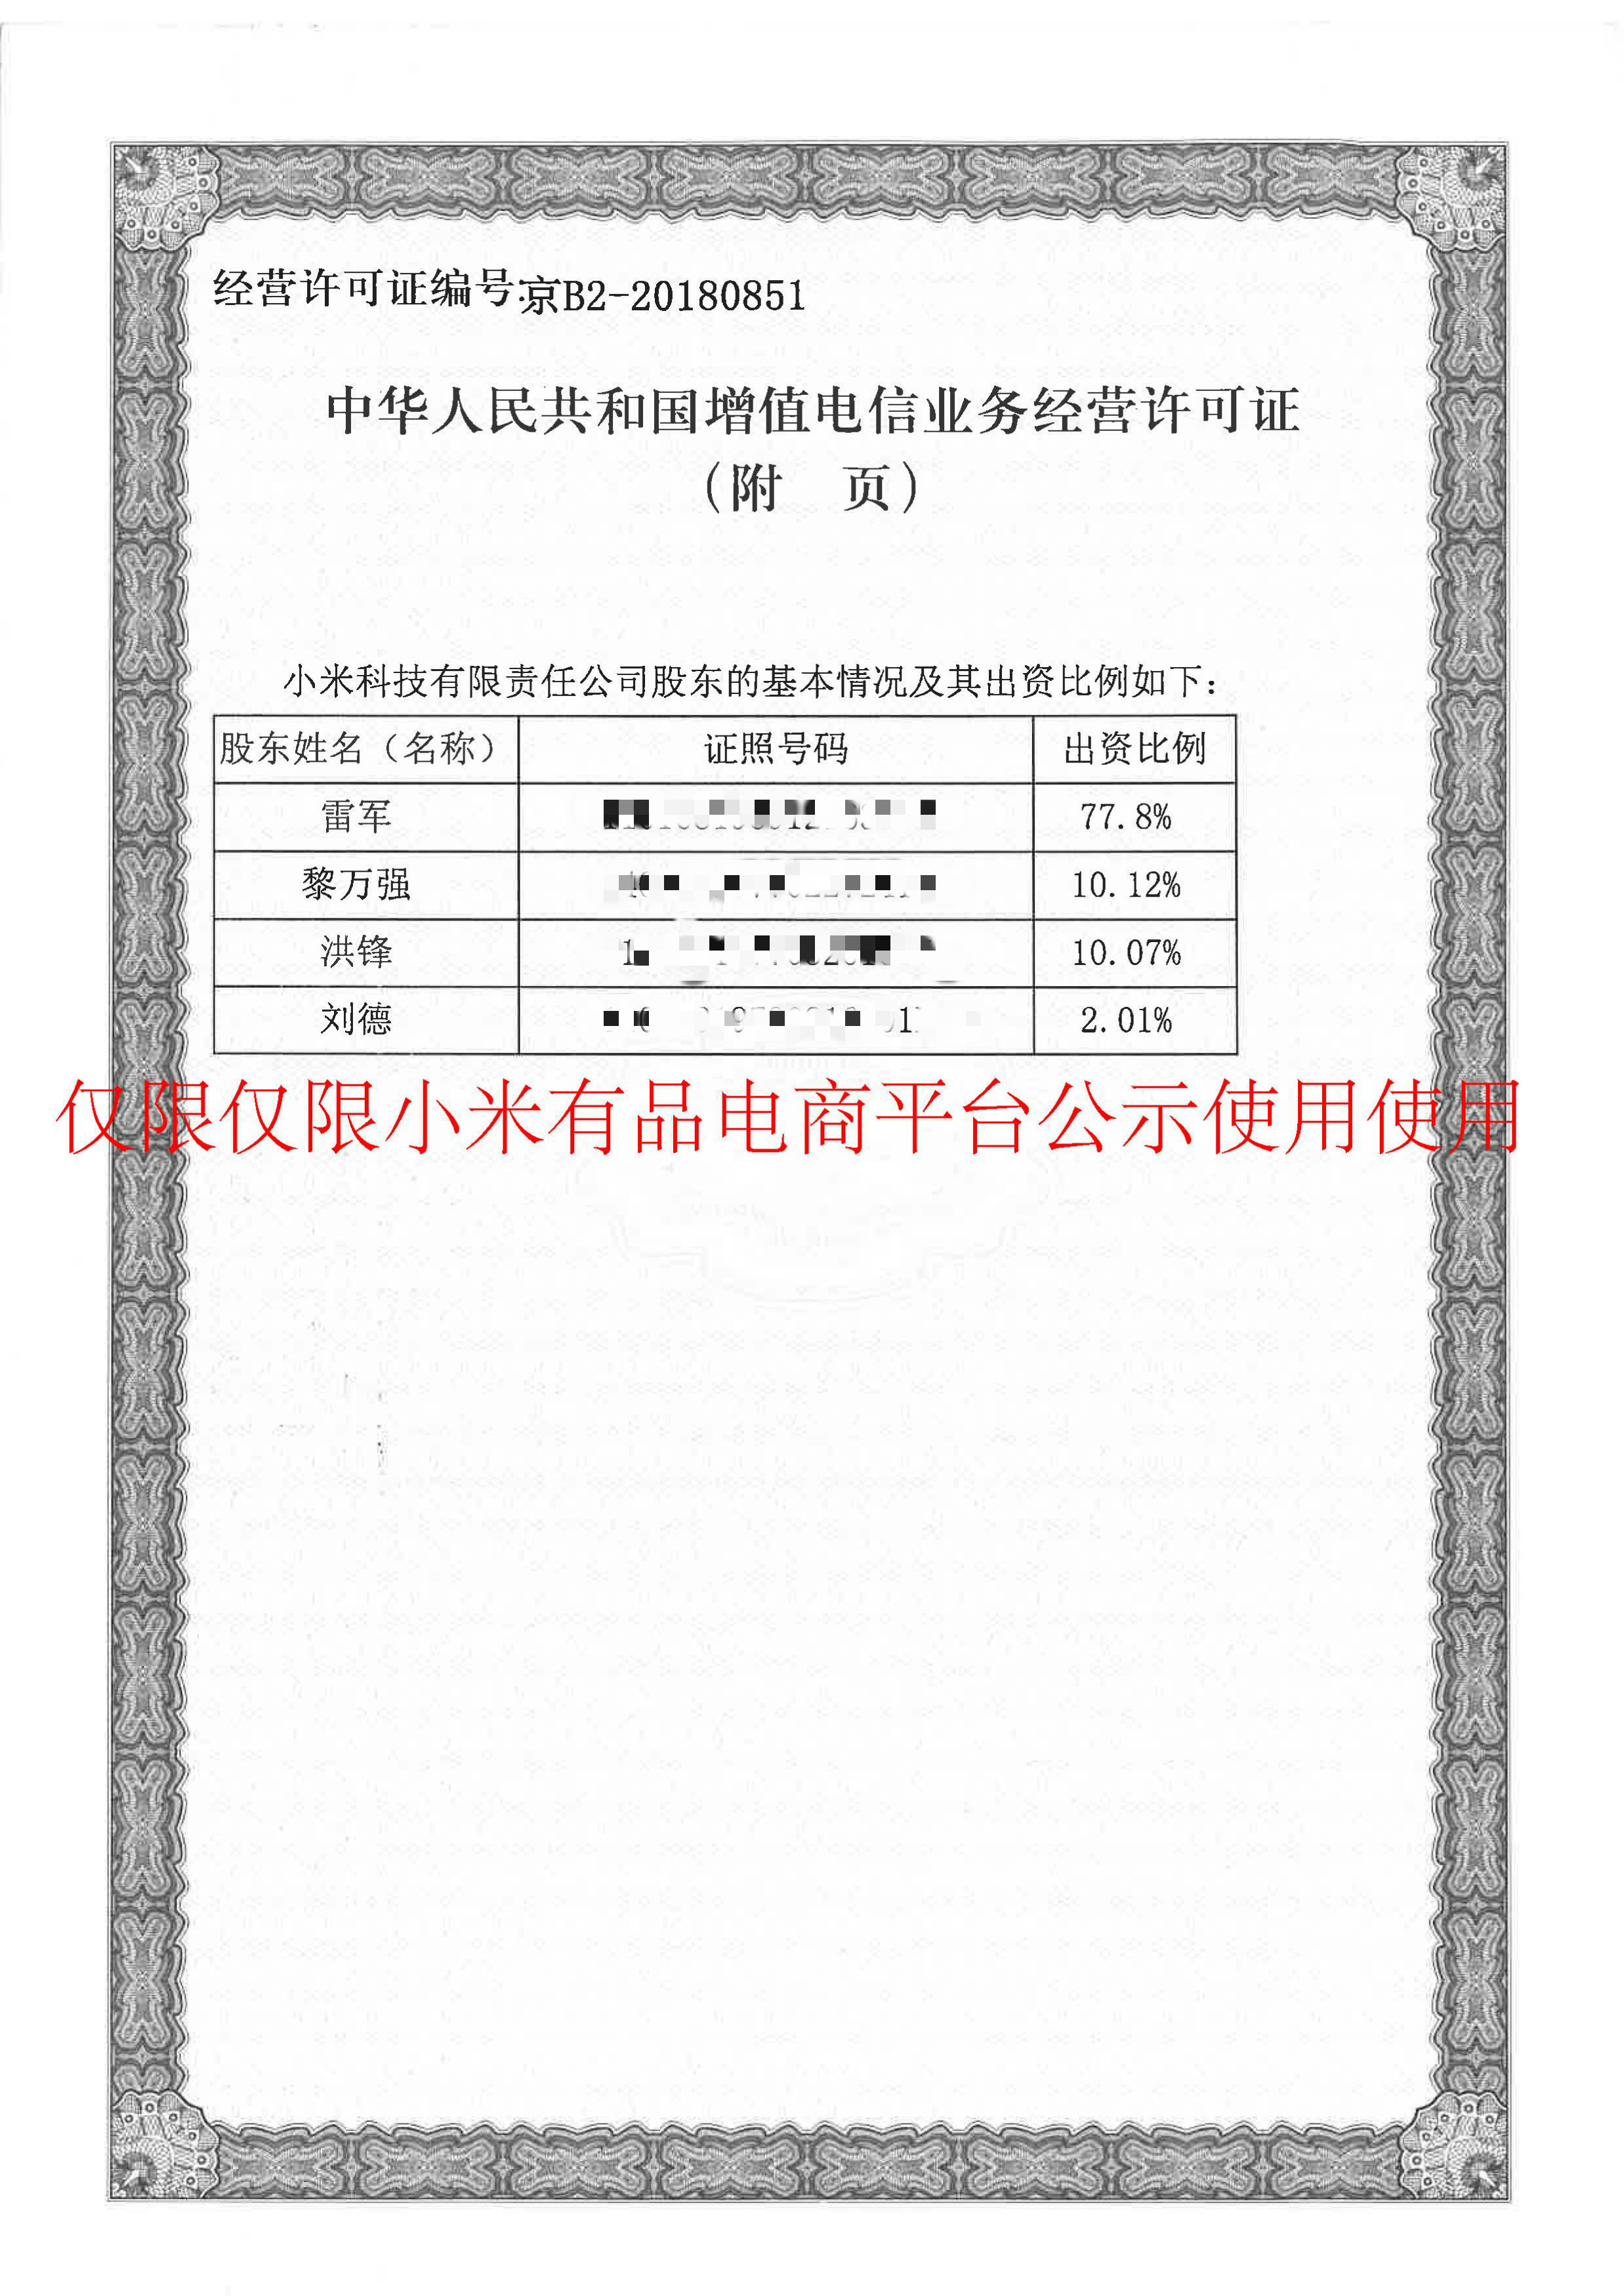 经营许可证编号:京B2-20180851
中华人民共和国增值电信业务经营许可证
（附 页）
小米科技有限责任公司股东的基本情况及其出资比例如下：
股东姓名（名称） 证照号码 出资比例
雷军 77.8%
黎万强 10.12%
洪锋 10.07%
刘德 2.01%
仅限仅限小米有品电商平台公示使用使用